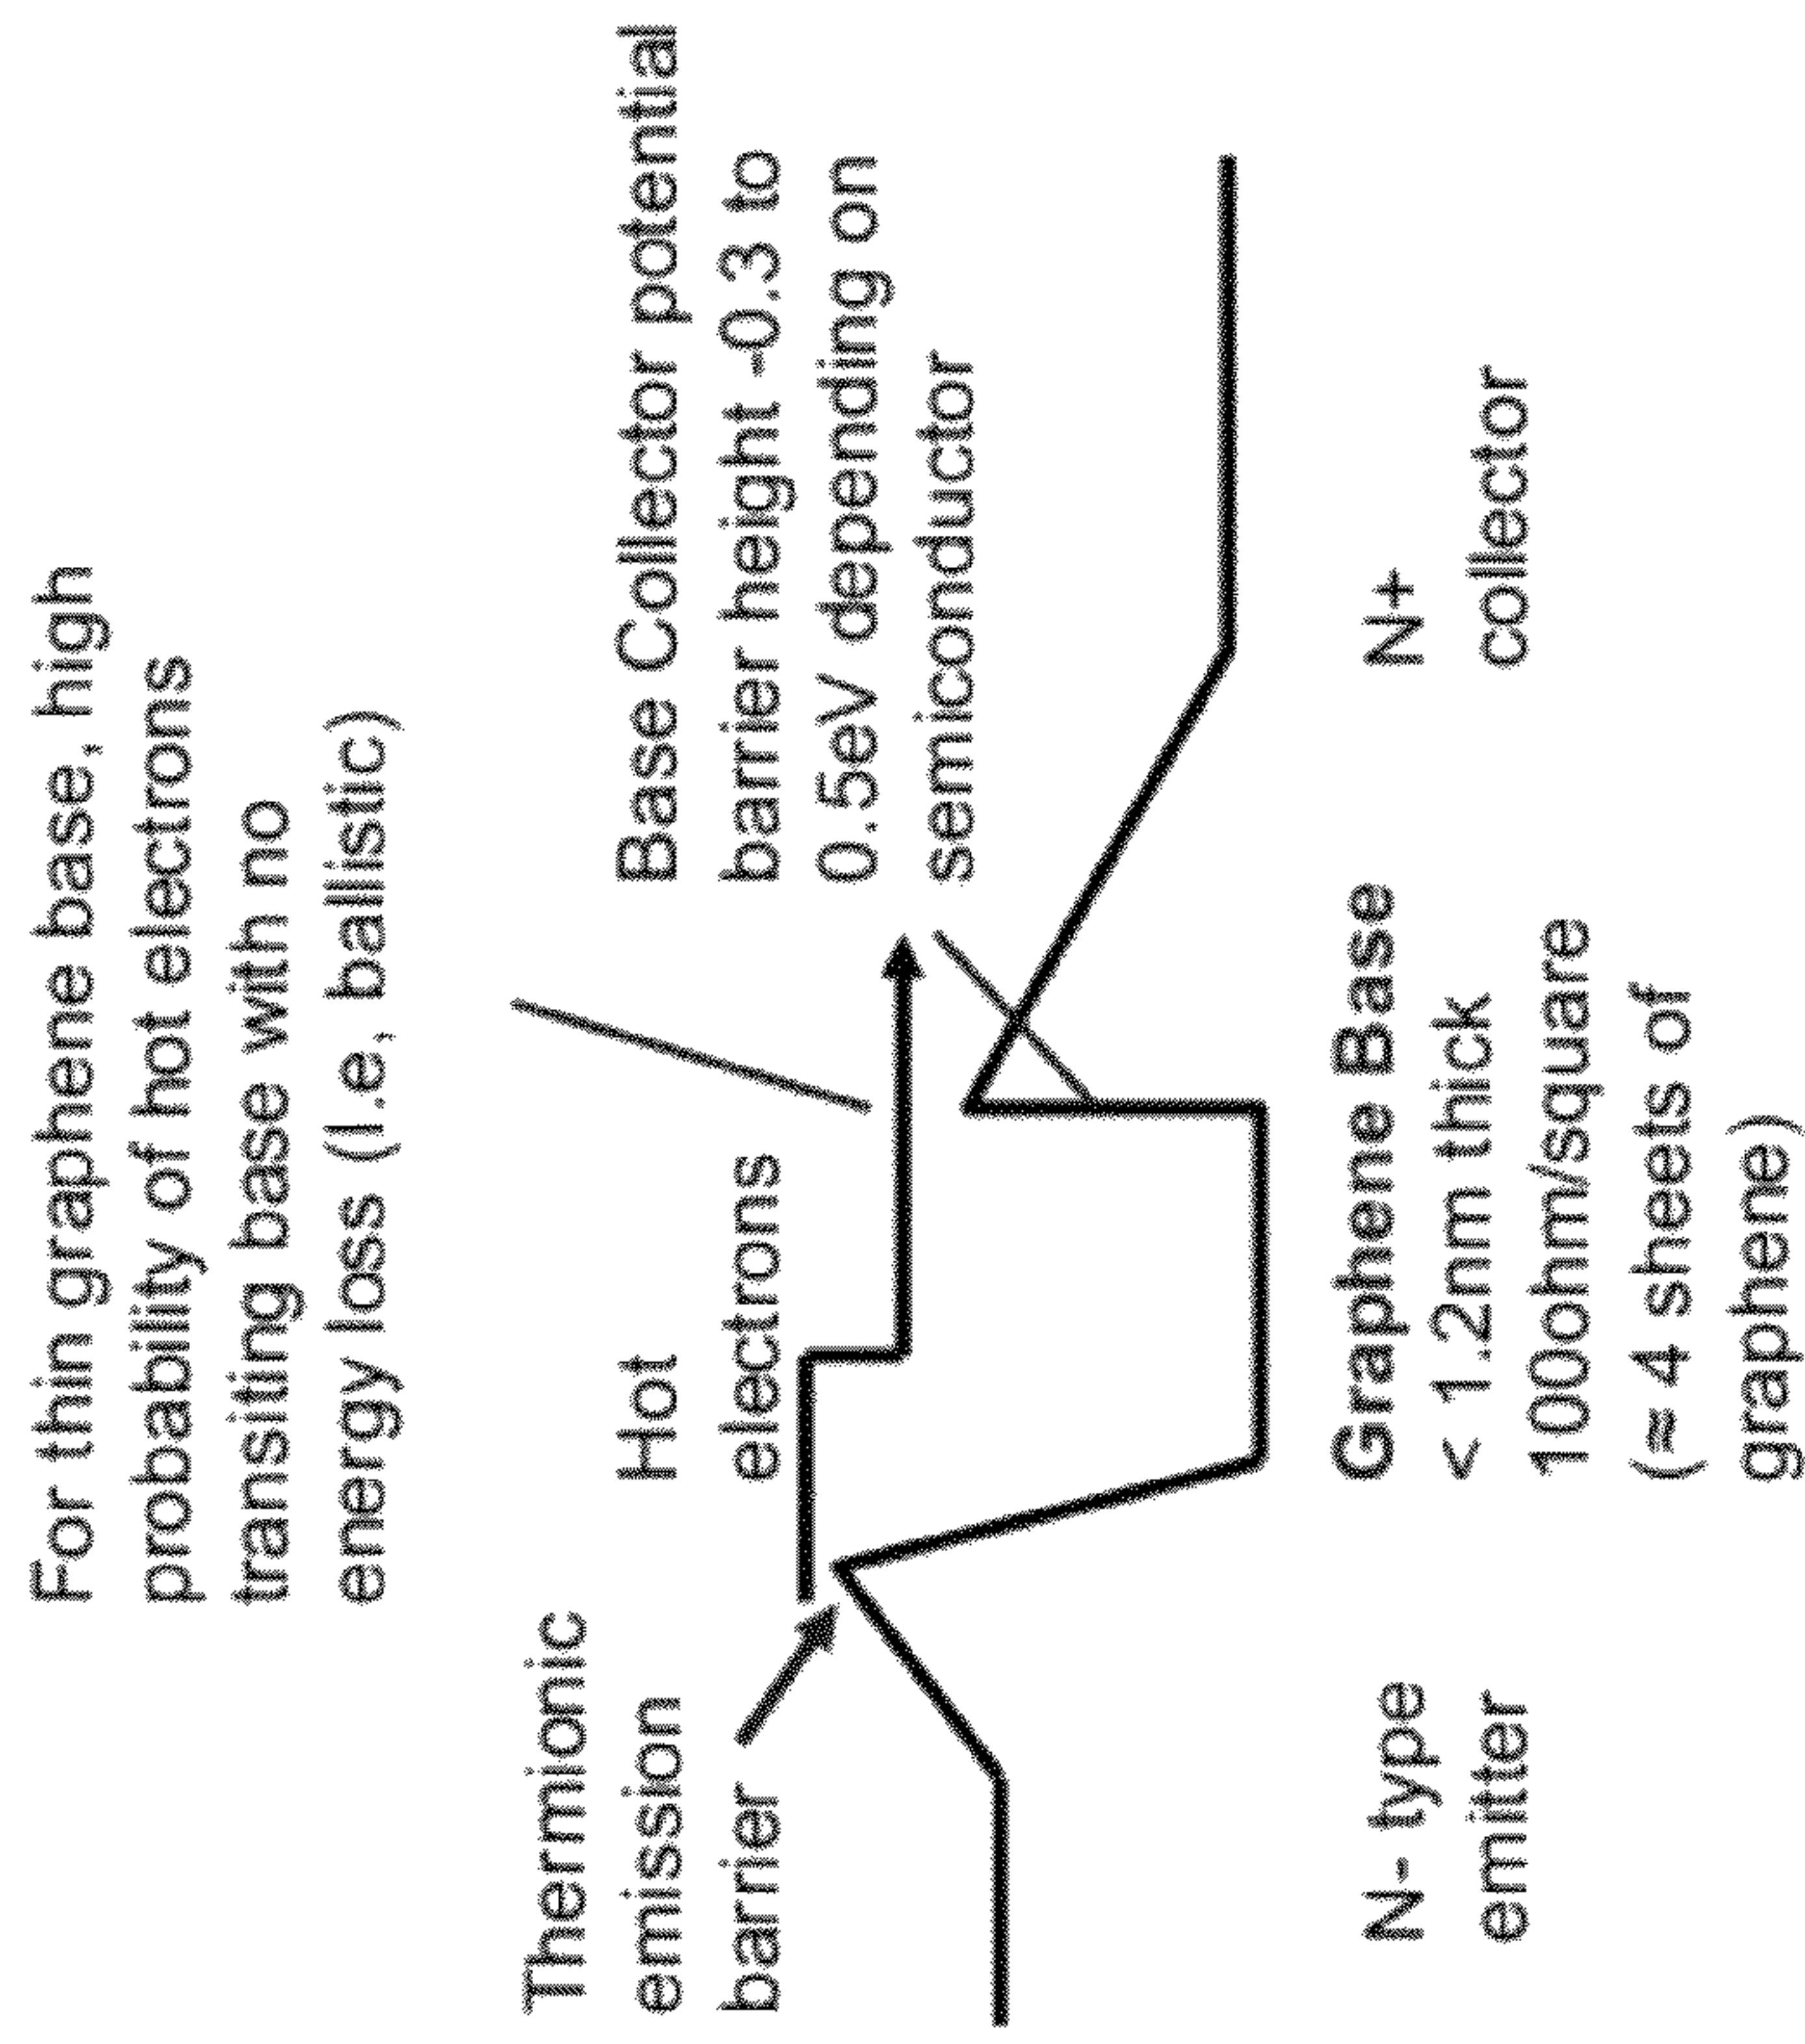 For thin graphene base, high
probability of hot electrons
transiting base with no
energy loss (I.e, ballistic)
Thermionic
emission
barrier
Hot
electrons
Base Collector potential
barrier height -0.3 to
0.5eV depending on
semiconductor
N- type
emitter
Graphene Base
< 1.2nm thick
100ohm/square
(= 4 sheets of
graphene)
N+
collector